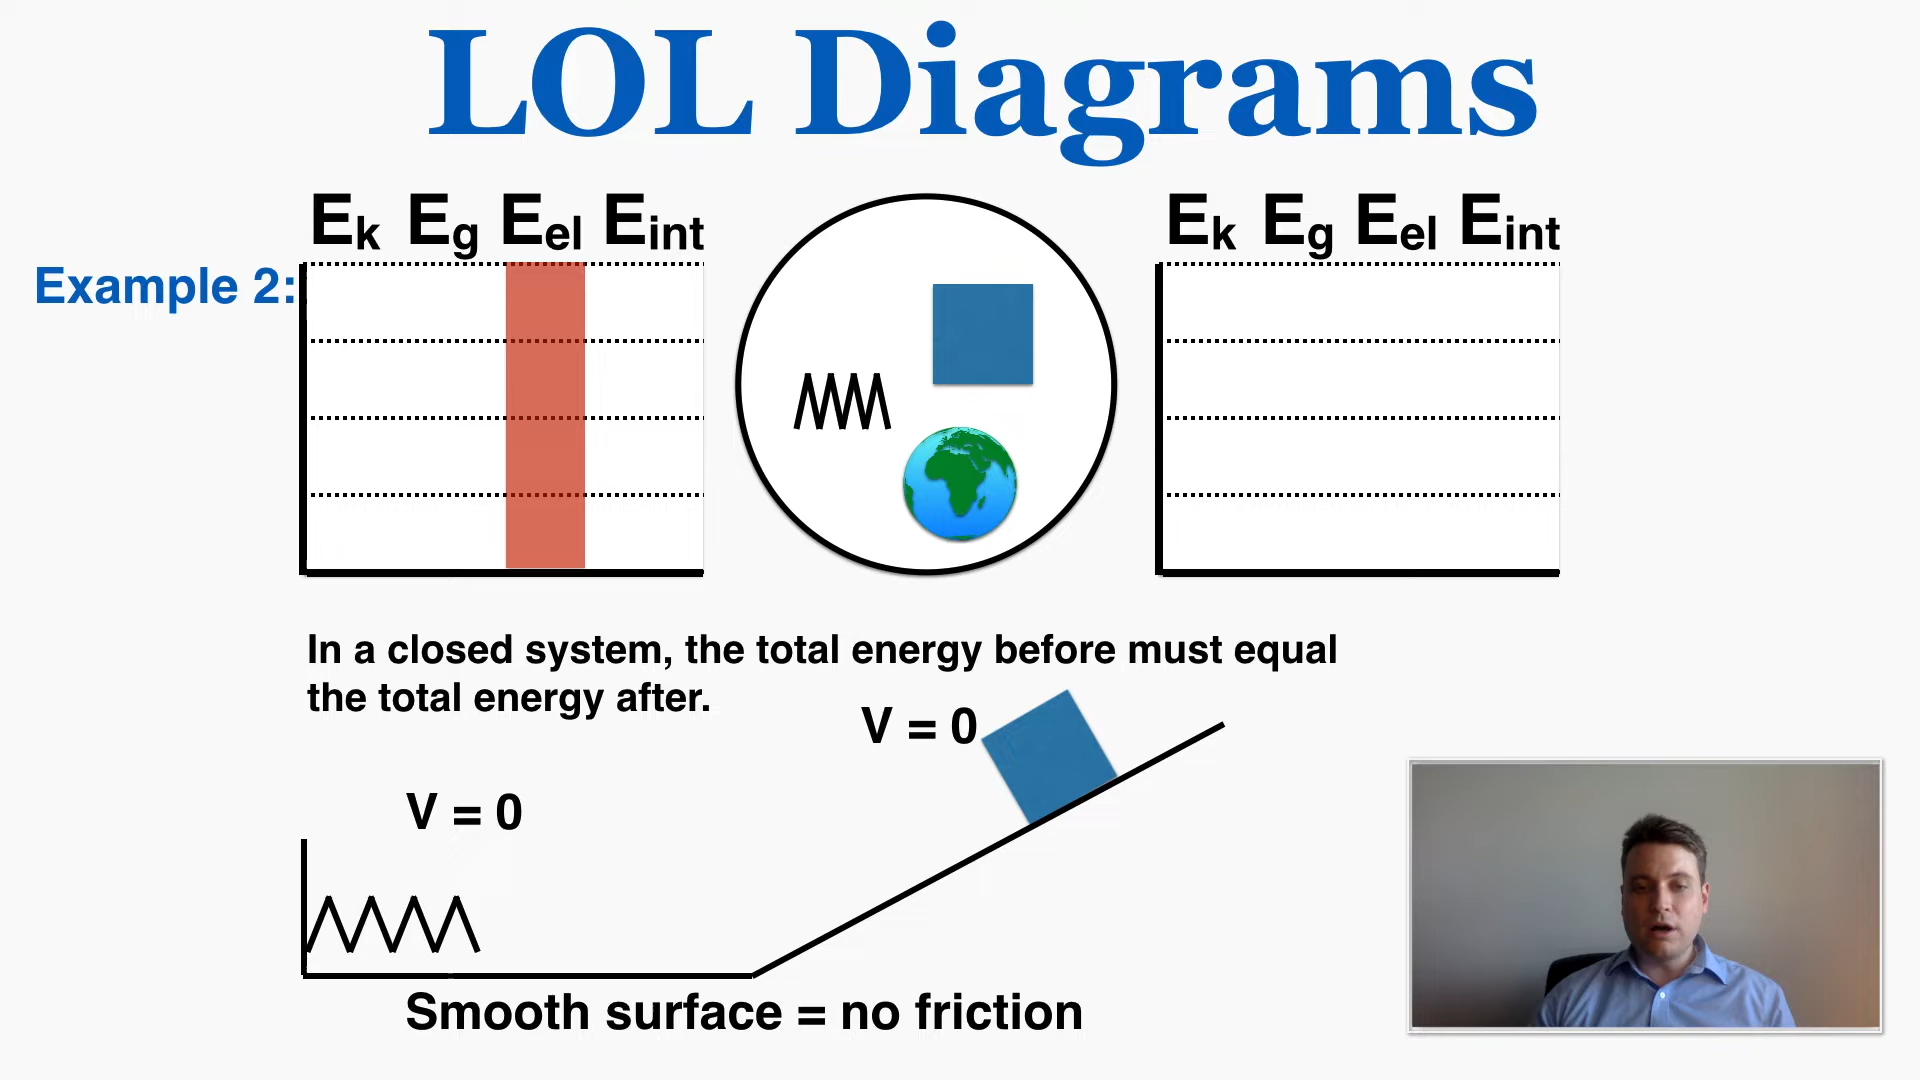 LOL Diagrams
Ek Eg Eel Eint
Ek Eg Eel Eint
Example 2:
In a closed system, the total energy before must equal
the total energy after.
V = 0
V = 0
Smooth surface = no friction